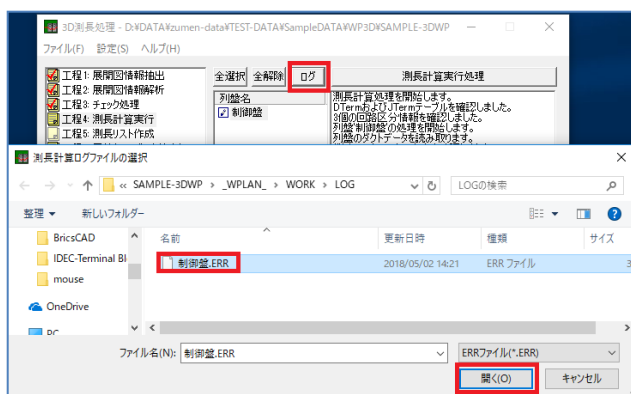 3D測長処理 - D:¥DATA¥zumen-data¥TEST-DATA¥SampleDATA¥WP3D¥SAMPLE-3DWP
ファイル(F) 設定(S) ヘルプ(H)
工程1: 展開図情報抽出
工程2: 展開図情報解析
工程3: チェック処理
工程4: 測長計算実行
工程5: 測長リスト作成
全選択 全解除 ログ 測長計算実行処理
列盤名
制御盤
測長計算処理を開始します。
DTermおよびJTermテーブルを確認しました。
3個の回路区分情報を確認しました。
列盤'制御盤'の処理を開始します。
列盤のダクトデータを読み取ります。
測長計算ログファイルの選択
« SAMPLE-3DWP › _WPLAN_ › WORK › LOG
LOGの検索
整理 新しいフォルダー
BricsCAD
IDEC-Terminal Bl
mouse
OneDrive
PC
名前 更新日時 種類 サイズ
制御盤.ERR 2018/05/02 14:21 ERR ファイル 3
ファイル名(N): 制御盤.ERR ERRファイル(*.ERR)
開く(O) キャンセル